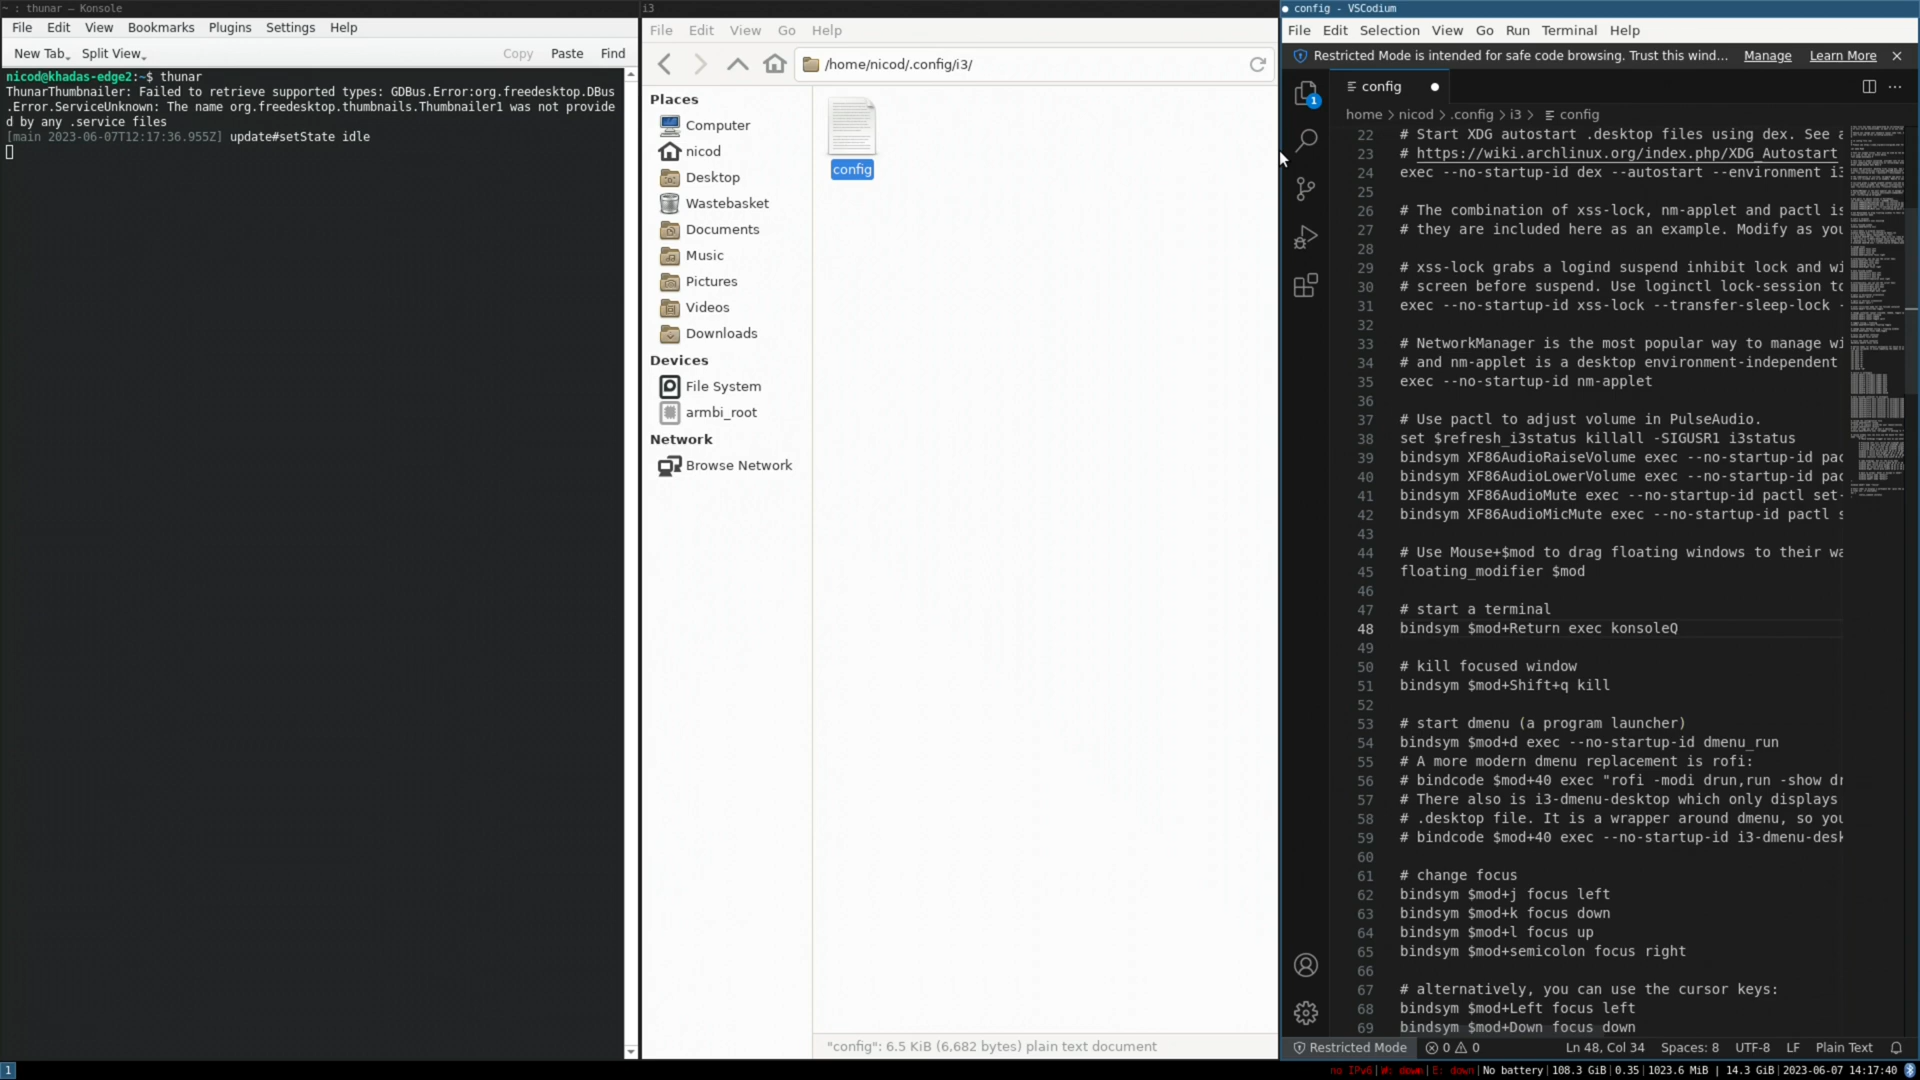 ~ : thunar — Konsole
File Edit View Bookmarks Plugins Settings Help
New Tab Split View Copy Paste Find
nicod@khadas-edge2:~$ thunar
ThunarThumbnailer: Failed to retrieve supported types: GDBus.Error:org.freedesktop.DBus
.Error.ServiceUnknown: The name org.freedesktop.thumbnails.Thumbnailer1 was not provide
d by any .service files
[main 2023-06-07T12:17:36.955Z] update#setState idle
i3
File Edit View Go Help
/home/nicod/.config/i3/
Places
Computer
nicod
Desktop
Wastebasket
Documents
Music
Pictures
Videos
Downloads
Devices
File System
armbi_root
Network
Browse Network
config
"config": 6.5 KiB (6,682 bytes) plain text document
config - VSCodium
File Edit Selection View Go Run Terminal Help
Restricted Mode is intended for safe code browsing. Trust this wind... Manage Learn More
1
config
home > nicod > .config > i3 > config
22 # Start XDG autostart .desktop files using dex. See a
23 # https://wiki.archlinux.org/index.php/XDG_Autostart
24 exec --no-startup-id dex --autostart --environment i3
25
26 # The combination of xss-lock, nm-applet and pactl is
27 # they are included here as an example. Modify as you
28
29 # xss-lock grabs a logind suspend inhibit lock and wi
30 # screen before suspend. Use loginctl lock-session to
31 exec --no-startup-id xss-lock --transfer-sleep-lock -
32
33 # NetworkManager is the most popular way to manage wi
34 # and nm-applet is a desktop environment-independent
35 exec --no-startup-id nm-applet
36
37 # Use pactl to adjust volume in PulseAudio.
38 set $refresh_i3status killall -SIGUSR1 i3status
39 bindsym XF86AudioRaiseVolume exec --no-startup-id pac
40 bindsym XF86AudioLowerVolume exec --no-startup-id pac
41 bindsym XF86AudioMute exec --no-startup-id pactl set-
42 bindsym XF86AudioMicMute exec --no-startup-id pactl s
43
44 # Use Mouse+$mod to drag floating windows to their wa
45 floating_modifier $mod
46
47 # start a terminal
48 bindsym $mod+Return exec konsoleQ
49
50 # kill focused window
51 bindsym $mod+Shift+q kill
52
53 # start dmenu (a program launcher)
54 bindsym $mod+d exec --no-startup-id dmenu_run
55 # A more modern dmenu replacement is rofi:
56 # bindcode $mod+40 exec "rofi -modi drun,run -show dr
57 # There also is i3-dmenu-desktop which only displays
58 # .desktop file. It is a wrapper around dmenu, so you
59 # bindcode $mod+40 exec --no-startup-id i3-dmenu-desk
60
61 # change focus
62 bindsym $mod+j focus left
63 bindsym $mod+k focus down
64 bindsym $mod+l focus up
65 bindsym $mod+semicolon focus right
66
67 # alternatively, you can use the cursor keys:
68 bindsym $mod+Left focus left
69 bindsym $mod+Down focus down
Restricted Mode 0 0 Ln 48, Col 34 Spaces: 8 UTF-8 LF Plain Text
1 no IPv6|W: down|E: down|No battery|108.3 GiB|0.35|1023.6 MiB | 14.3 GiB|2023-06-07 14:17:40